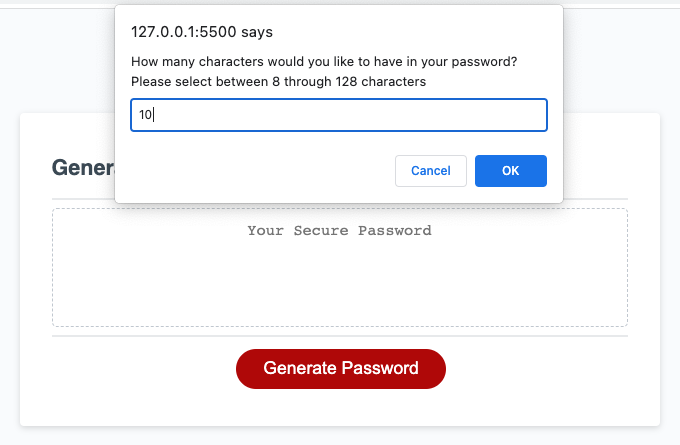 127.0.0.1:5500 says
How many characters would you like to have in your password?
Please select between 8 through 128 characters
10
Cancel
OK
Your Secure Password
Generate Password